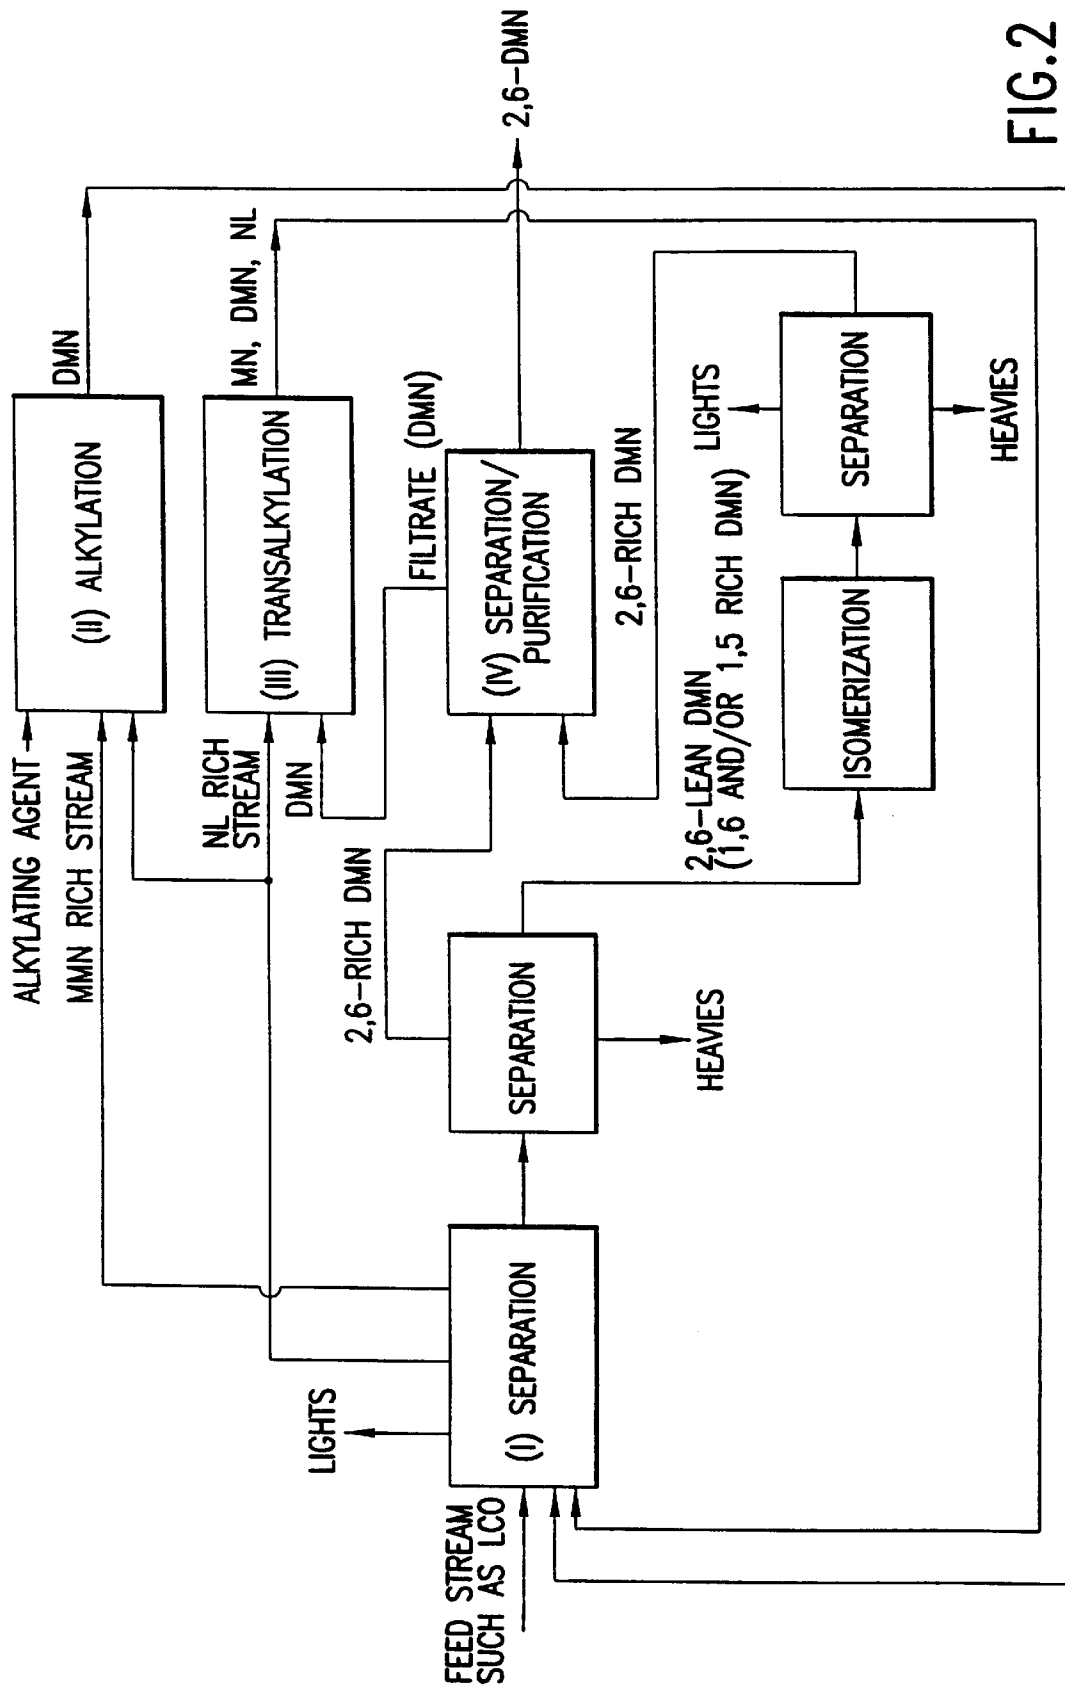 ALKYLATING AGENT
MMN RICH STREAM
(II) ALKYLATION
DMN
NL RICH
STREAM
DMN
(III) TRANSALKYLATION
MN, DMN, NL
LIGHTS
FEED STREAM
SUCH AS LCO
(I) SEPARATION
2,6-RICH DMN
SEPARATION
HEAVIES
FILTRATE (DMN)
(IV) SEPARATION/
PURIFICATION
2,6-DMN
2,6-RICH DMN
2,6-LEAN DMN
(1,6 AND/OR 1,5 RICH DMN)
ISOMERIZATION
LIGHTS
SEPARATION
HEAVIES
FIG.2